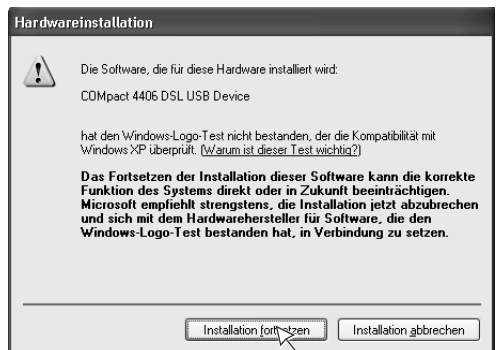 Hardwareinstallation
Die Software, die für diese Hardware installiert wird:
COMpact 4406 DSL USB Device
hat den Windows-Logo-Test nicht bestanden, der die Kompatibilität mit
Windows XP überprüft. (Warum ist dieser Test wichtig?)
Das Fortsetzen der Installation dieser Software kann die korrekte
Funktion des Systems direkt oder in Zukunft beeinträchtigen.
Microsoft empfiehlt strengstens, die Installation jetzt abzubrechen
und sich mit dem Hardwarehersteller für Software, die den
Windows-Logo-Test bestanden hat, in Verbindung zu setzen.
Installation fortsetzen
Installation abbrechen